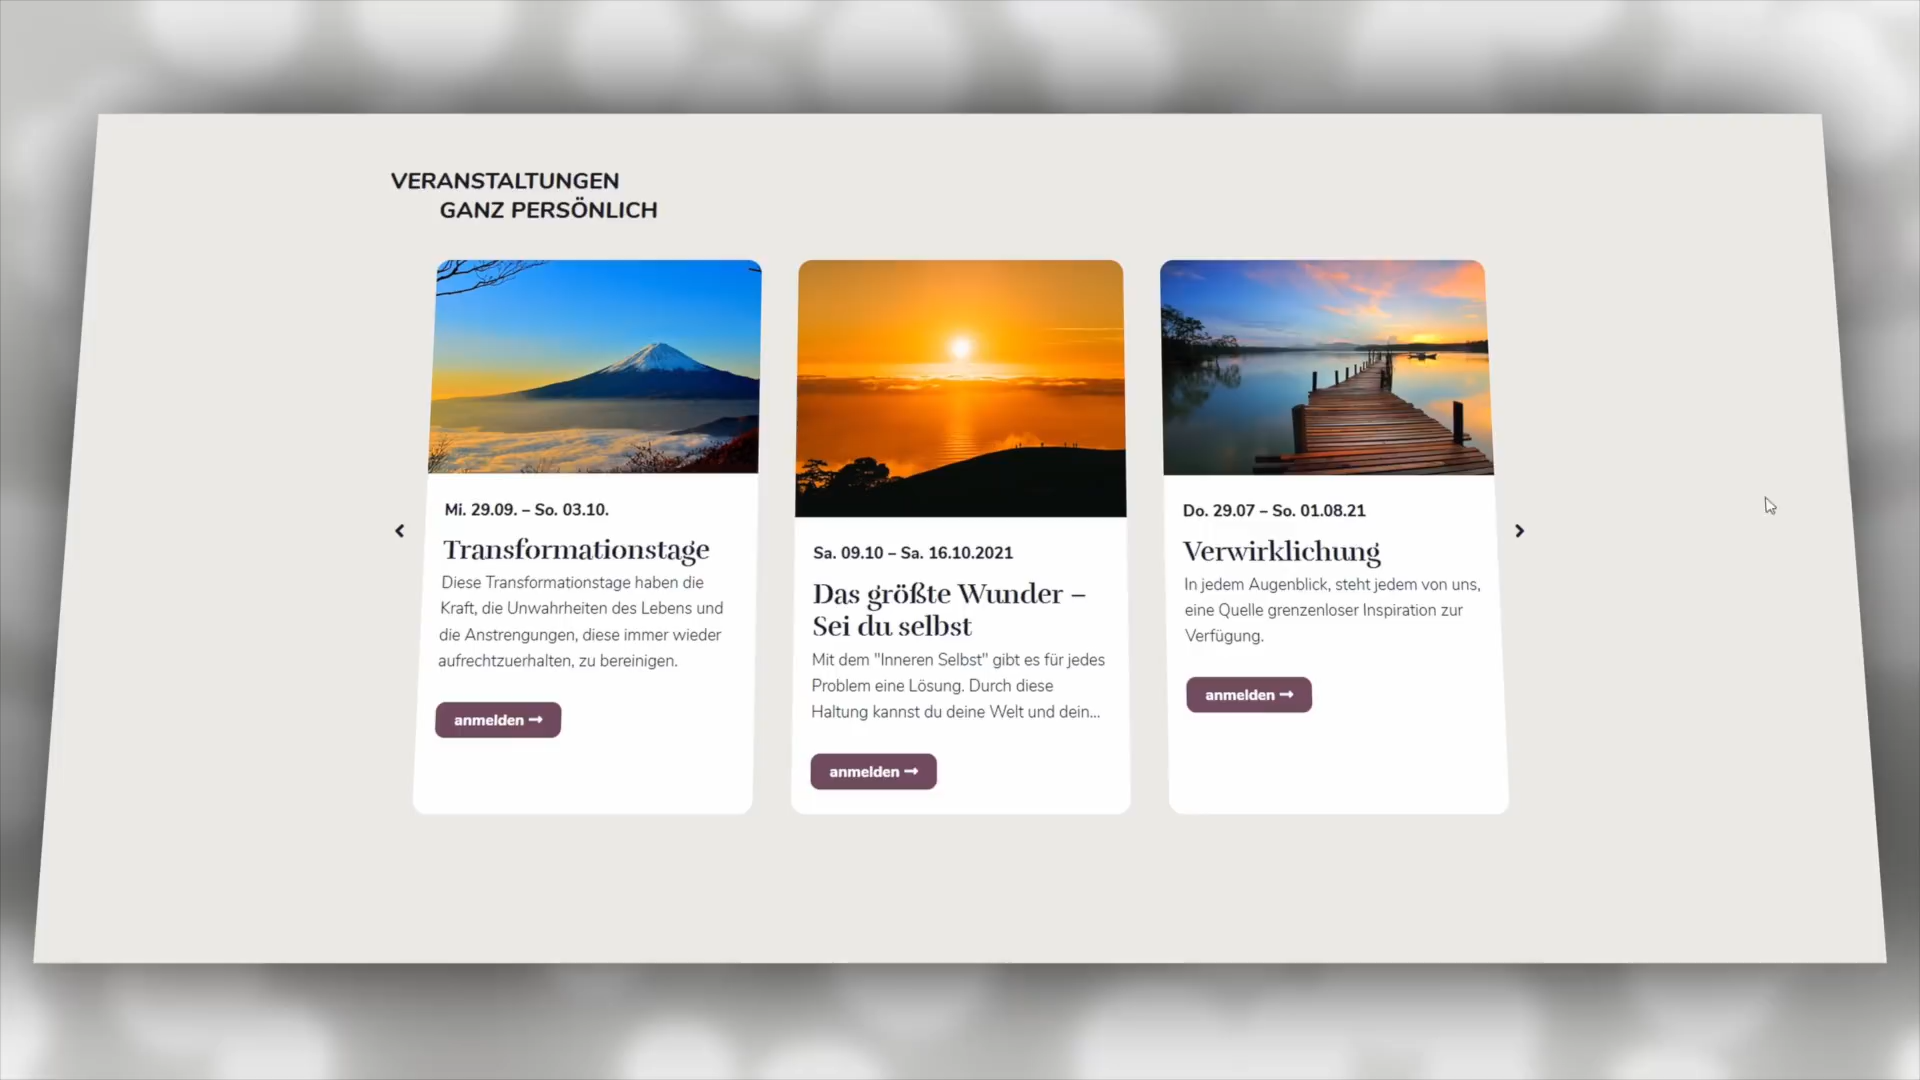 VERANSTALTUNGEN
GANZ PERSÖNLICH
Mi. 29.09. – So. 03.10.
Transformationstage
Diese Transformationstage haben die
Kraft, die Unwahrheiten des Lebens und
die Anstrengungen, diese immer wieder
aufrechtzuerhalten, zu bereinigen.
anmelden
Sa. 09.10 – Sa. 16.10.2021
Das größte Wunder –
Sei du selbst
Mit dem "Inneren Selbst" gibt es für jedes
Problem eine Lösung. Durch diese
Haltung kannst du deine Welt und dein...
anmelden
Do. 29.07 – So. 01.08.21
Verwirklichung
In jedem Augenblick, steht jedem von uns,
eine Quelle grenzenloser Inspiration zur
Verfügung.
anmelden